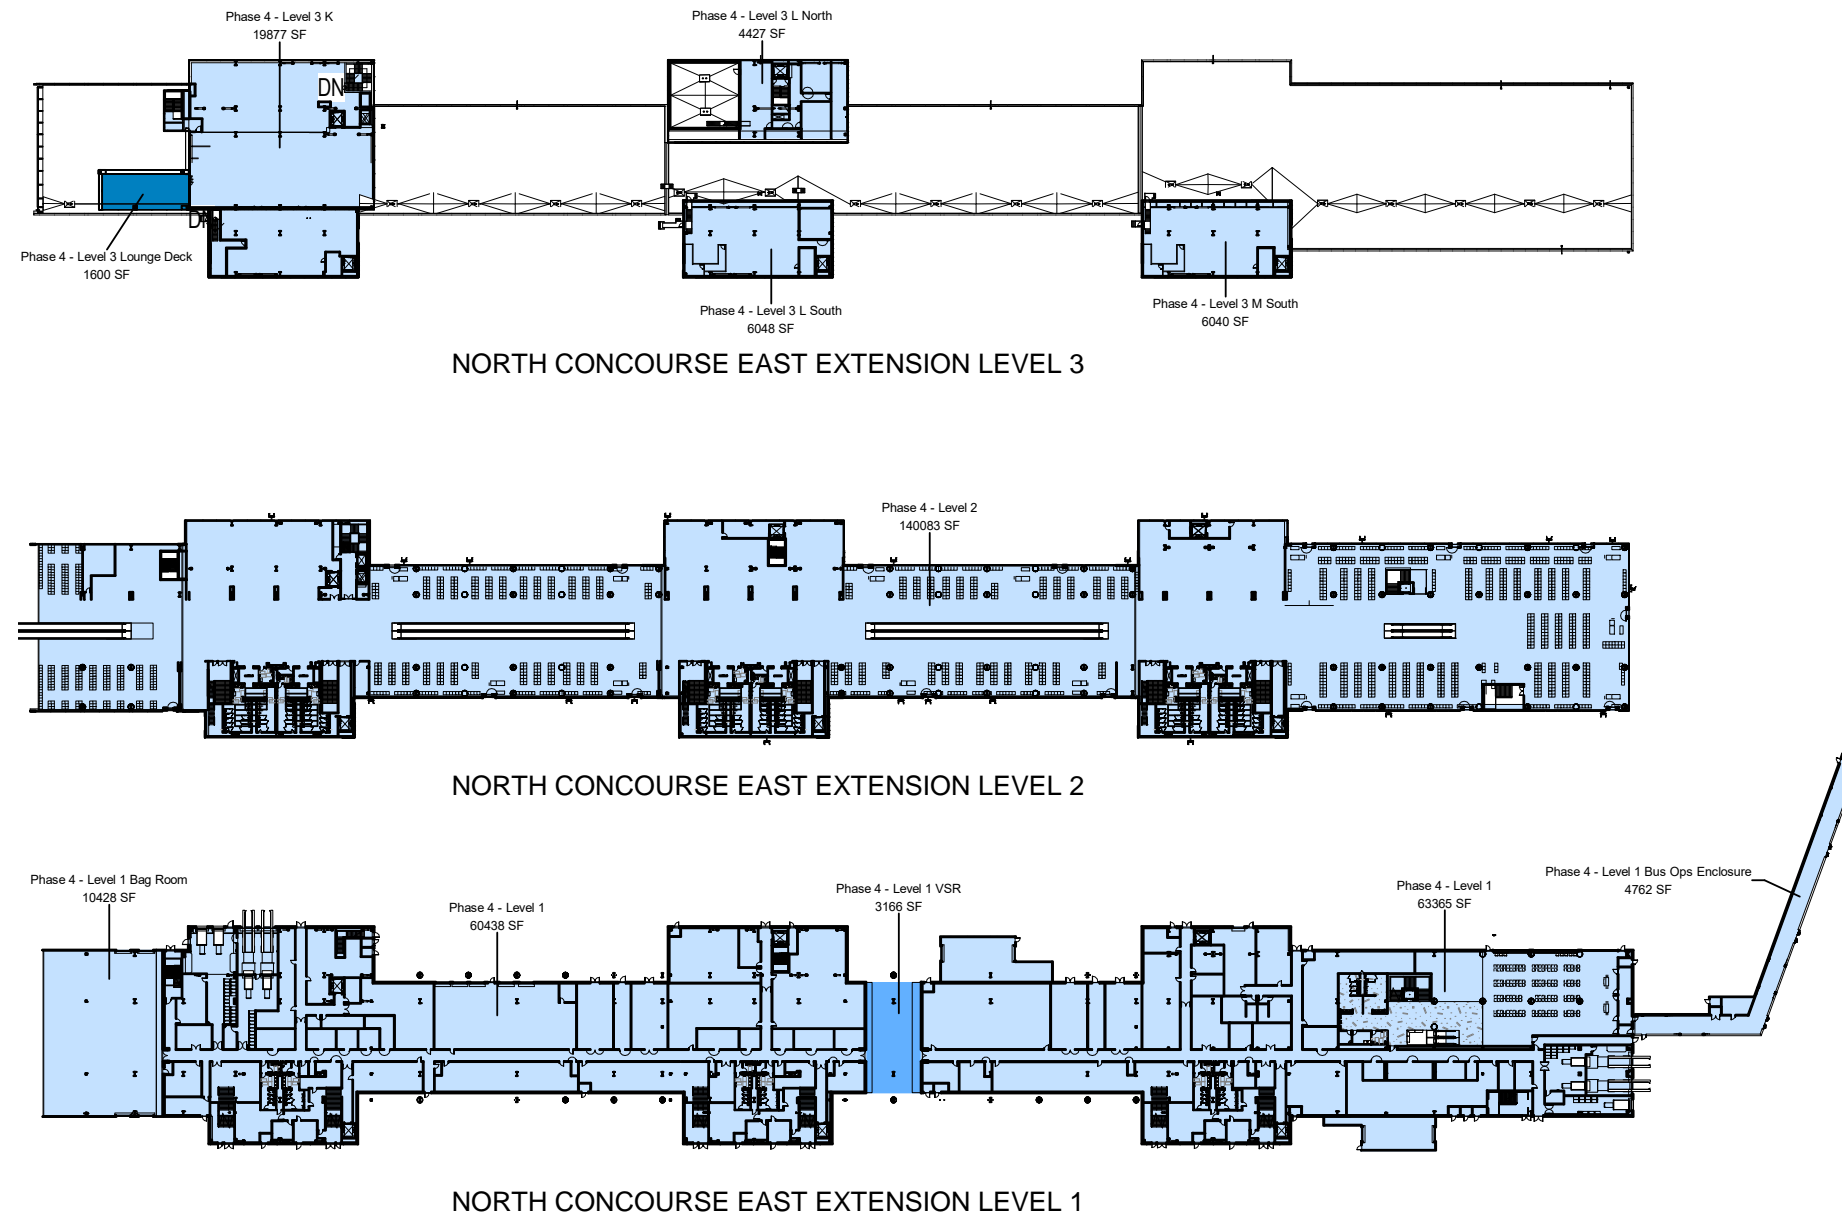 Phase 4 - Level 3 K
19877 SF
Phase 4 - Level 3 L North
4427 SF
DN
Phase 4 - Level 3 Lounge Deck
1600 SF
Phase 4 - Level 3 L South
6048 SF
Phase 4 - Level 3 M South
6040 SF
NORTH CONCOURSE EAST EXTENSION LEVEL 3
Phase 4 - Level 2
140083 SF
NORTH CONCOURSE EAST EXTENSION LEVEL 2
Phase 4 - Level 1 Bag Room
10428 SF
Phase 4 - Level 1
60438 SF
Phase 4 - Level 1 VSR
3166 SF
Phase 4 - Level 1
63365 SF
Phase 4 - Level 1 Bus Ops Enclosure
4762 SF
NORTH CONCOURSE EAST EXTENSION LEVEL 1